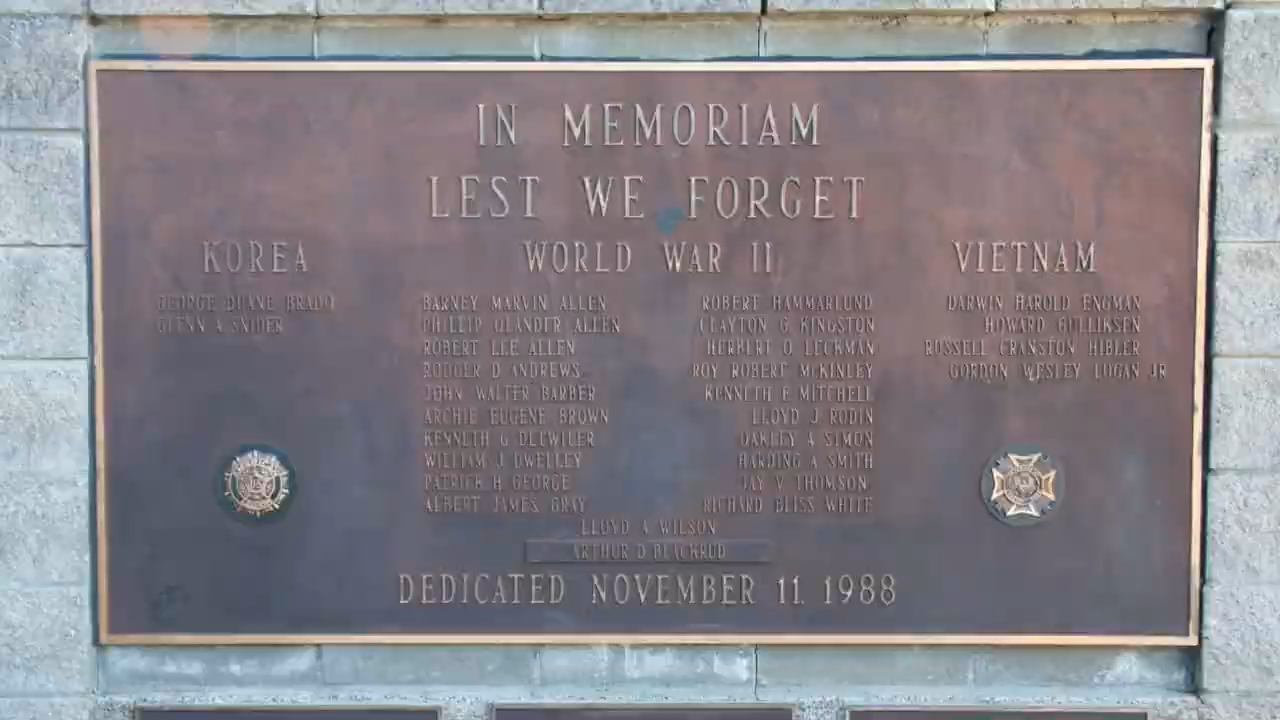 IN MEMORIAM
LEST WE FORGET
KOREA
GEORGE DUANE BRADO
GLENN A SNIDER
WORLD WAR II
BARNEY MARVIN ALLEN
PHILLIP OLANDER ALLEN
ROBERT LEE ALLEN
RODGER D ANDREWS
JOHN WALTER BARBER
ARCHIE EUGENE BROWN
KENNETH G DETWILER
WILLIAM J DWELLEY
PATRICK H GEORGE
ALBERT JAMES GRAY
ROBERT HAMMARLUND
CLAYTON G KINGSTON
HERBERT O LECKMAN
ROY ROBERT McKINLEY
KENNETH E MITCHELL
LLOYD J RODIN
OAKLEY A SIMON
HARDING A SMITH
JAY V THOMSON
RICHARD BLISS WHITE
LLOYD A WILSON
ARTHUR D BLACKRUD
VIETNAM
DARWIN HAROLD ENGMAN
HOWARD GULLIKSEN
RUSSELL CRANSTON HIBLER
GORDON WESLEY LOGAN JR
DEDICATED NOVEMBER 11, 1988